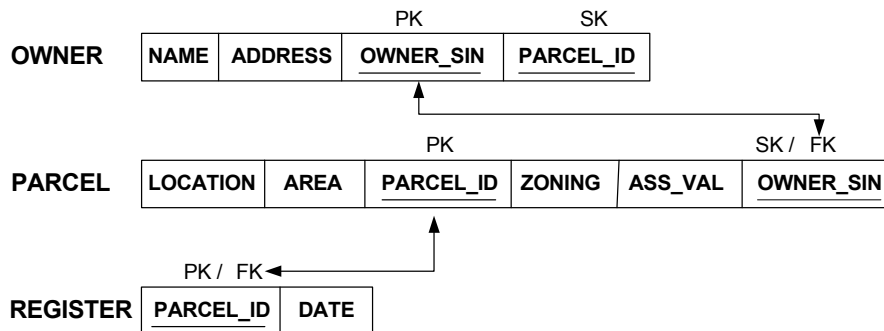 PK SK
OWNER NAME ADDRESS OWNER_SIN PARCEL_ID
PK SK / FK
PARCEL LOCATION AREA PARCEL_ID ZONING ASS_VAL OWNER_SIN
PK / FK
REGISTER PARCEL_ID DATE